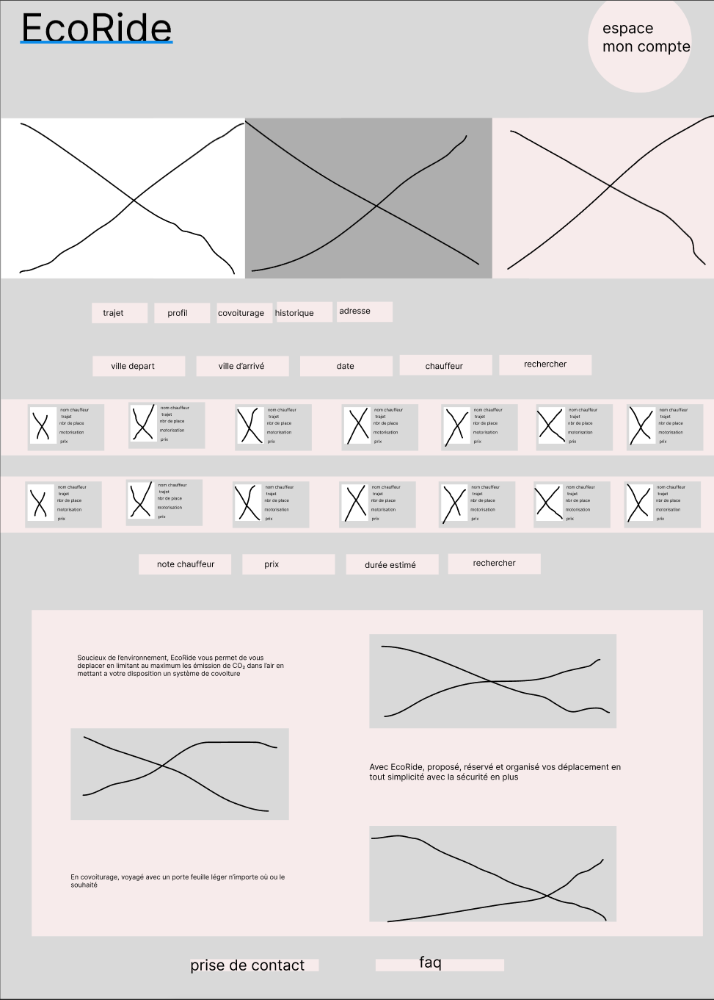 EcoRide
espace
mon compte
trajet
profil
covoiturage
historique
adresse
ville depart
ville d'arrivé
date
chauffeur
rechercher
nom chauffeur
trajet
nbr de place
motorisation
prix
nom chauffeur
trajet
nbr de place
motorisation
prix
nom chauffeur
trajet
nbr de place
motorisation
prix
nom chauffeur
trajet
nbr de place
motorisation
prix
nom chauffeur
trajet
nbr de place
motorisation
prix
nom chauffeur
trajet
nbr de place
motorisation
prix
nom chauffeur
trajet
nbr de place
motorisation
prix
nom chauffeur
trajet
nbr de place
motorisation
prix
nom chauffeur
trajet
nbr de place
motorisation
prix
nom chauffeur
trajet
nbr de place
motorisation
prix
nom chauffeur
trajet
nbr de place
motorisation
prix
nom chauffeur
trajet
nbr de place
motorisation
prix
nom chauffeur
trajet
nbr de place
motorisation
prix
nom chauffeur
trajet
nbr de place
motorisation
prix
note chauffeur
prix
durée estimé
rechercher
Soucieux de l'environnement, EcoRide vous permet de vous
deplacer en limitant au maximum les émission de CO₂ dans l'air en
mettant a votre disposition un système de covoiture
Avec EcoRide, proposé, réservé et organisé vos déplacement en
tout simplicité avec la sécurité en plus
En covoiturage, voyagé avec un porte feuille léger n'importe où ou le
souhaité
prise de contact
faq